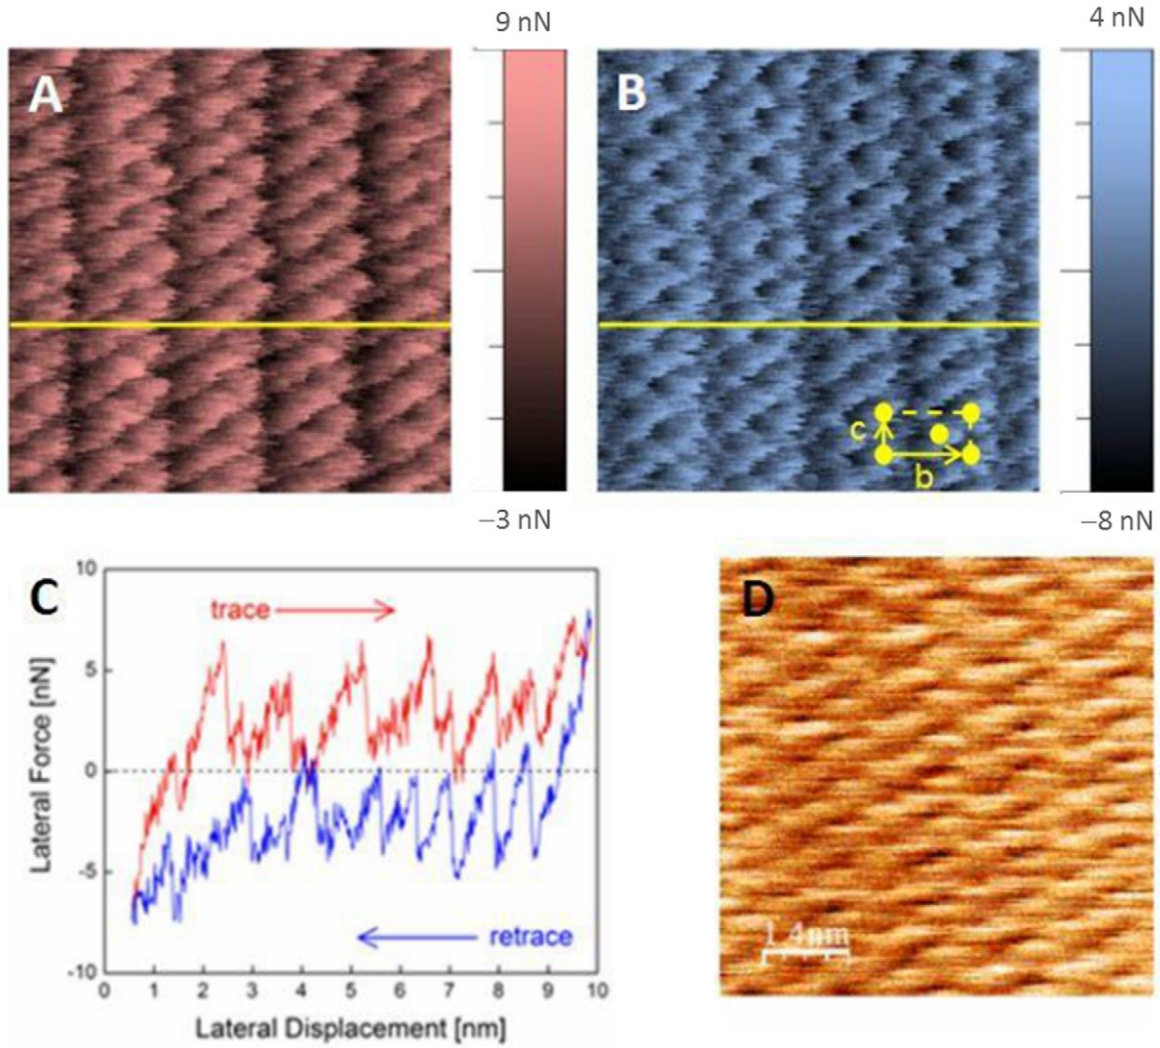 9 nN
4 nN
A
B
c
b
−3 nN
−8 nN
C
D
10
5
0
-5
-10
trace
retrace
Lateral Force [nN]
0 1 2 3 4 5 6 7 8 9 10
Lateral Displacement [nm]
1.4nm